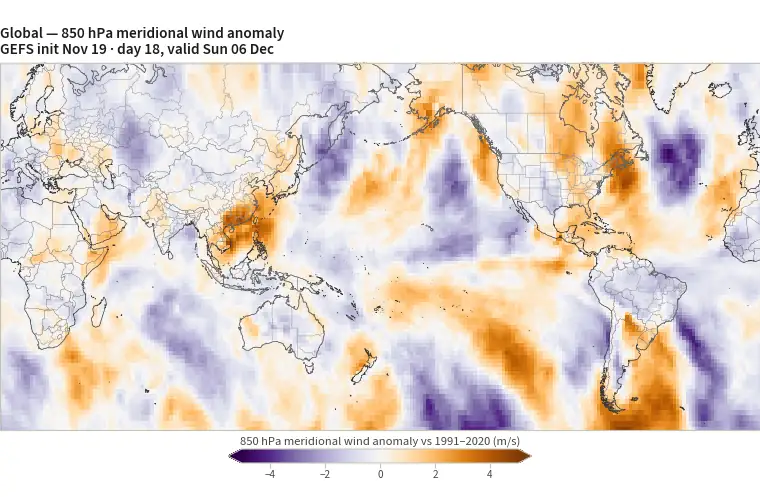 Global — 850 hPa meridional wind anomaly
GEFS init Nov 19 · day 18, valid Sun 06 Dec
850 hPa meridional wind anomaly vs 1991–2020 (m/s)
−4 −2 0 2 4